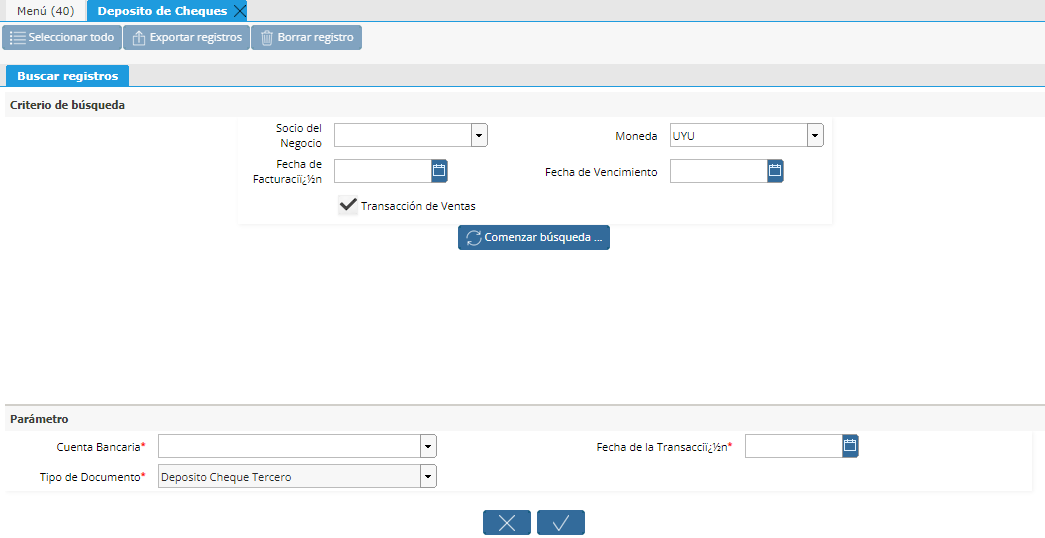 Menú (40) Deposito de Cheques
Seleccionar todo Exportar registros Borrar registro
Buscar registros
Criterio de búsqueda
Socio del
Negocio
Moneda UYU
Fecha de
Facturaciï¿½n
Fecha de Vencimiento
Transacción de Ventas
Comenzar búsqueda ...
Parámetro
Cuenta Bancaria* Fecha de la Transacciï¿½n*
Tipo de Documento* Deposito Cheque Tercero